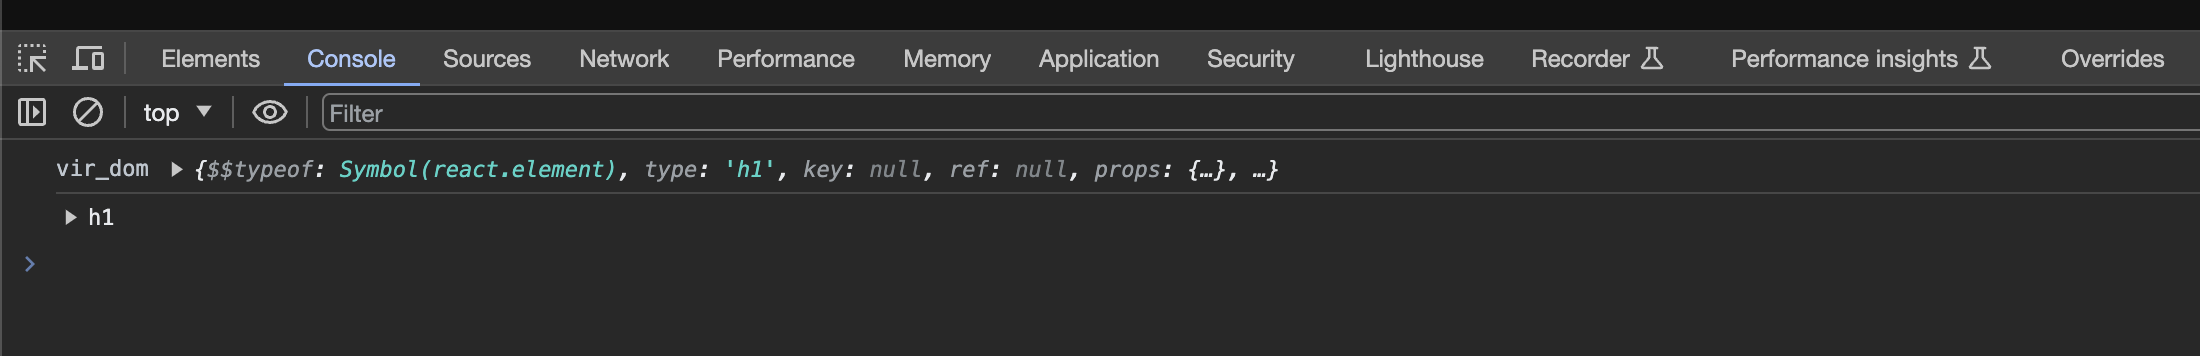 Elements Console Sources Network Performance Memory Application Security Lighthouse Recorder Performance insights Overrides
top Filter
vir_dom {$$typeof: Symbol(react.element), type: 'h1', key: null, ref: null, props: {…}, …}
h1